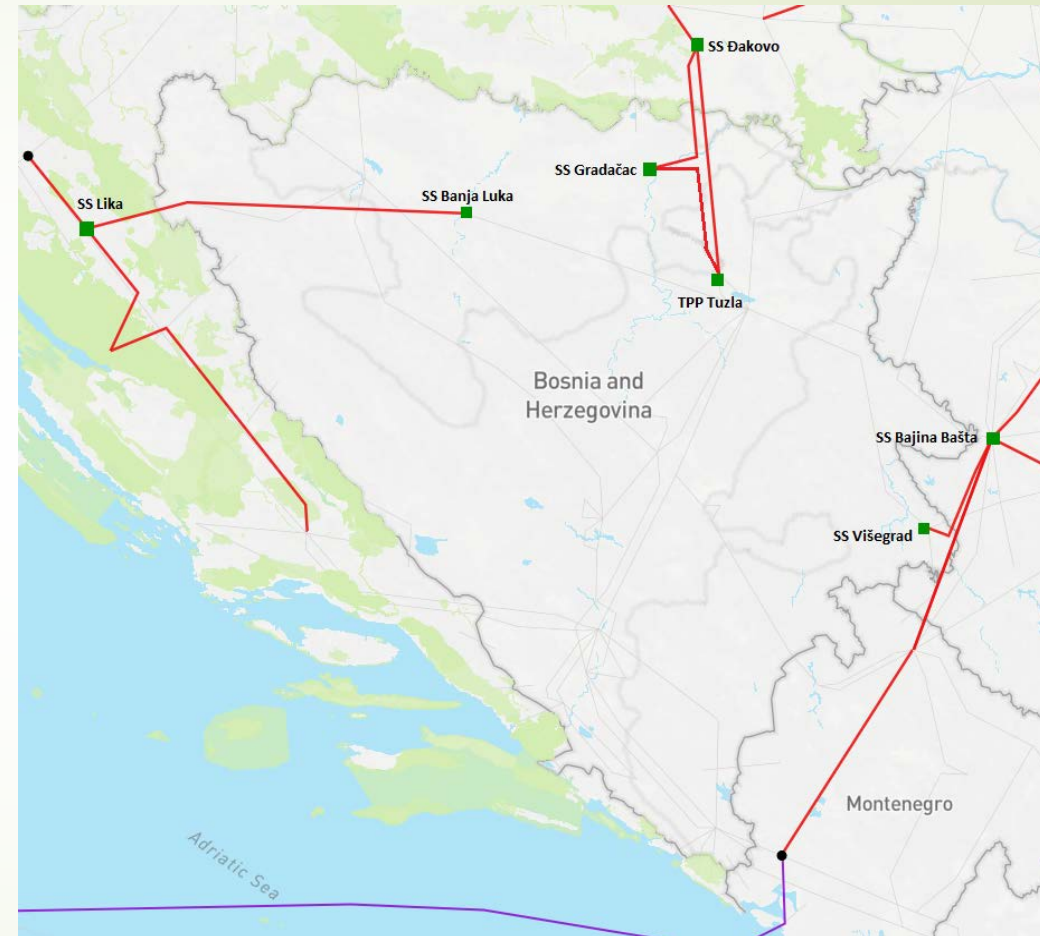 SS Đakovo
SS Gradačac
SS Banja Luka
SS Lika
TPP Tuzla
Bosnia and
Herzegovina
SS Bajina Bašta
SS Višegrad
Montenegro
Adriatic Sea